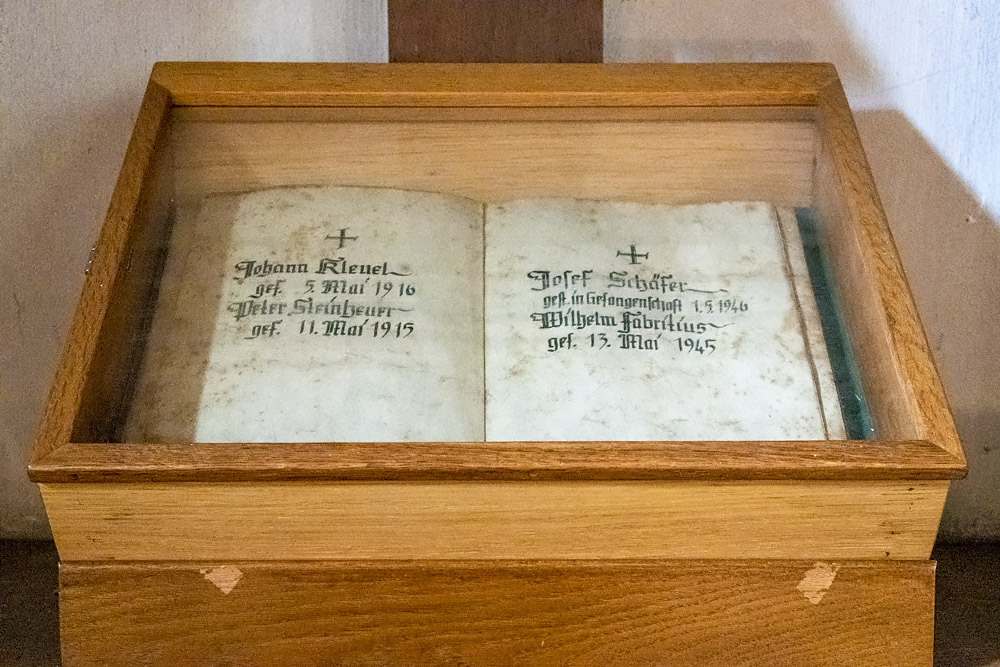 Johann Kleuel
gef. 5. Mai 1916
Peter Steinheuer
gef. 11. Mai 1915
Josef Schäfer
gest. in Gefangenschaft 1.5.1946
Wilhelm Fabritius
gef. 13. Mai 1945